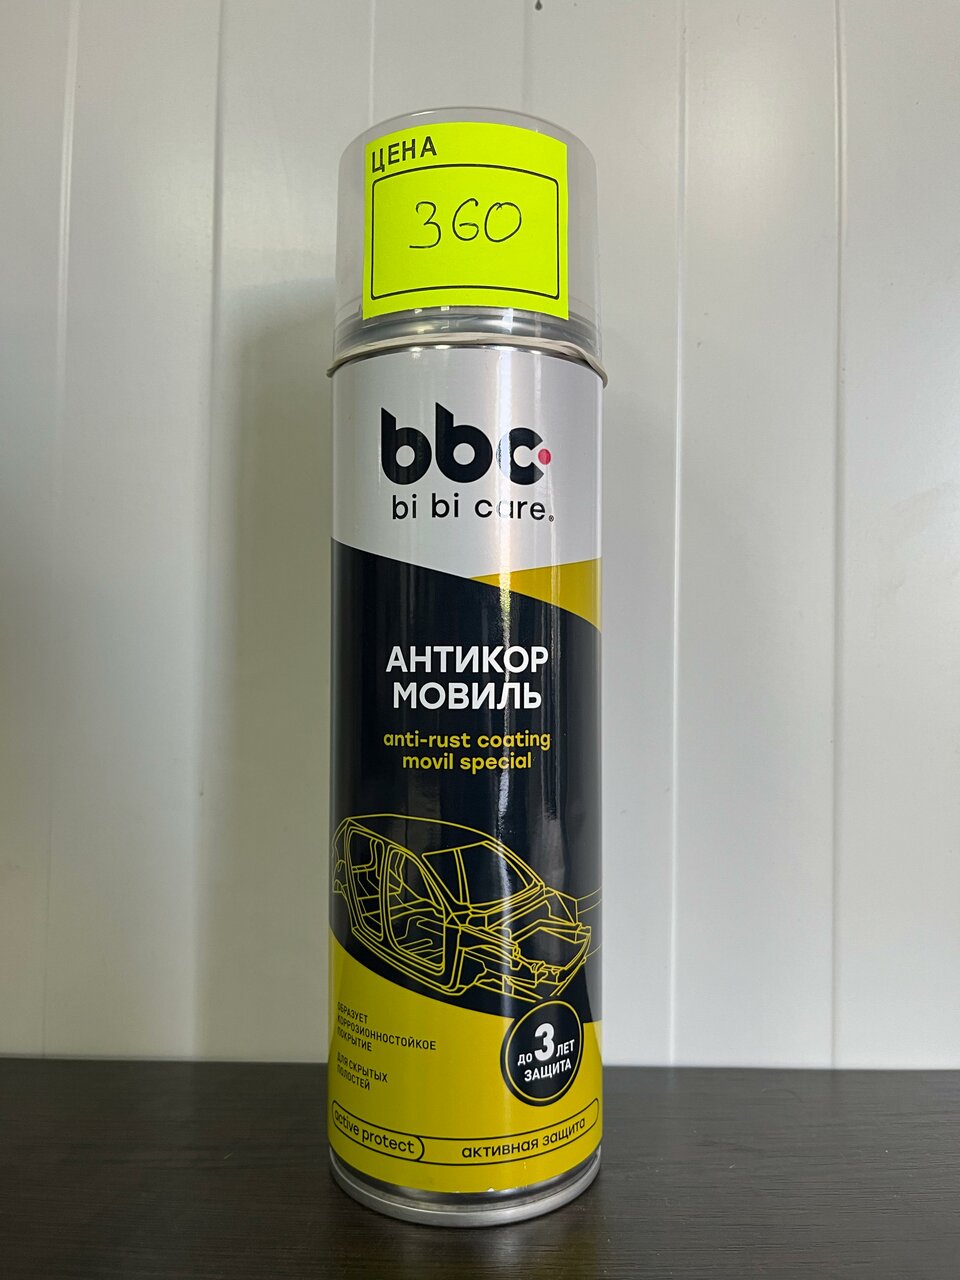 ЦЕНА
360
bbc
bi bi care®
АНТИКОР
МОВИЛЬ
anti-rust coating
movil special
ОБРАЗУЕТ
КОРРОЗИОННОСТОЙКОЕ
ПОКРЫТИЕ
ДЛЯ СКРЫТЫХ
ПОЛОСТЕЙ
до 3 ЛЕТ
ЗАЩИТА
active protect
активная защита